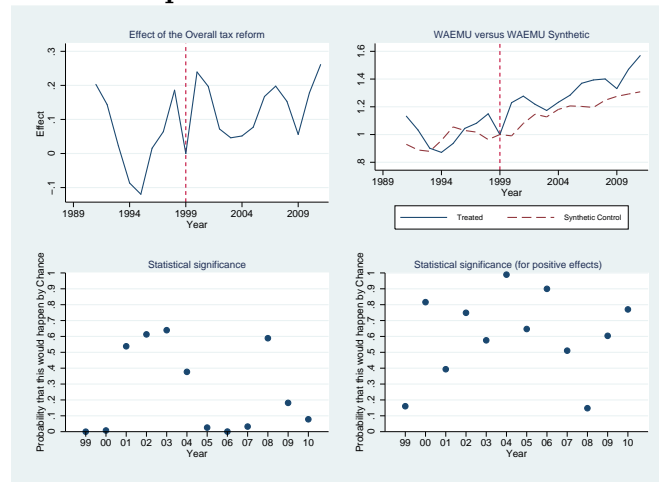 Effect of the Overall tax reform
Effect
-.1 0 .1 .2 .3
1989 1994 1999 2004 2009
Year
WAEMU versus WAEMU Synthetic
.8 1 1.2 1.4 1.6
1989 1994 1999 2004 2009
Year
Treated Synthetic Control
Statistical significance
Probability that this would happen by Chance
0 .1 .2 .3 .4 .5 .6 .7 .8 .9 1
99 00 01 02 03 04 05 06 07 08 09 10
Year
Statistical significance (for positive effects)
Probability that this would happen by Chance
0 .1 .2 .3 .4 .5 .6 .7 .8 .9 1
99 00 01 02 03 04 05 06 07 08 09 10
Year